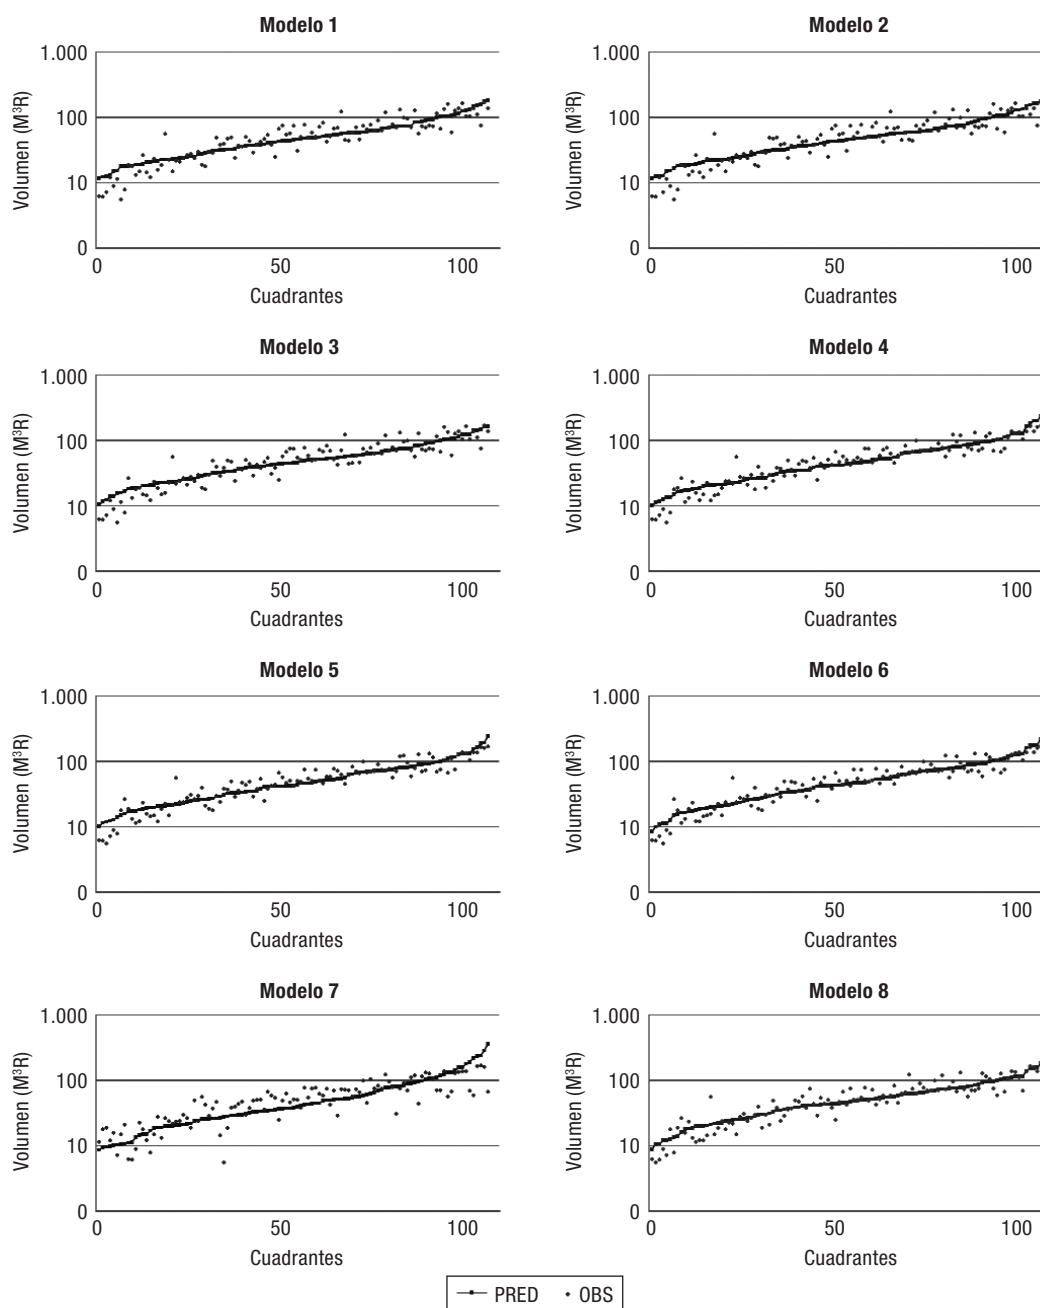 Modelo 1
Volumen (M³R)
1.000
100
10
0
0 50 100
Cuadrantes
Modelo 2
Volumen (M³R)
1.000
100
10
0
0 50 100
Cuadrantes
Modelo 3
Volumen (M³R)
1.000
100
10
0
0 50 100
Cuadrantes
Modelo 4
Volumen (M³R)
1.000
100
10
0
0 50 100
Cuadrantes
Modelo 5
Volumen (M³R)
1.000
100
10
0
0 50 100
Cuadrantes
Modelo 6
Volumen (M³R)
1.000
100
10
0
0 50 100
Cuadrantes
Modelo 7
Volumen (M³R)
1.000
100
10
0
0 50 100
Cuadrantes
Modelo 8
Volumen (M³R)
1.000
100
10
0
0 50 100
Cuadrantes
PRED OBS